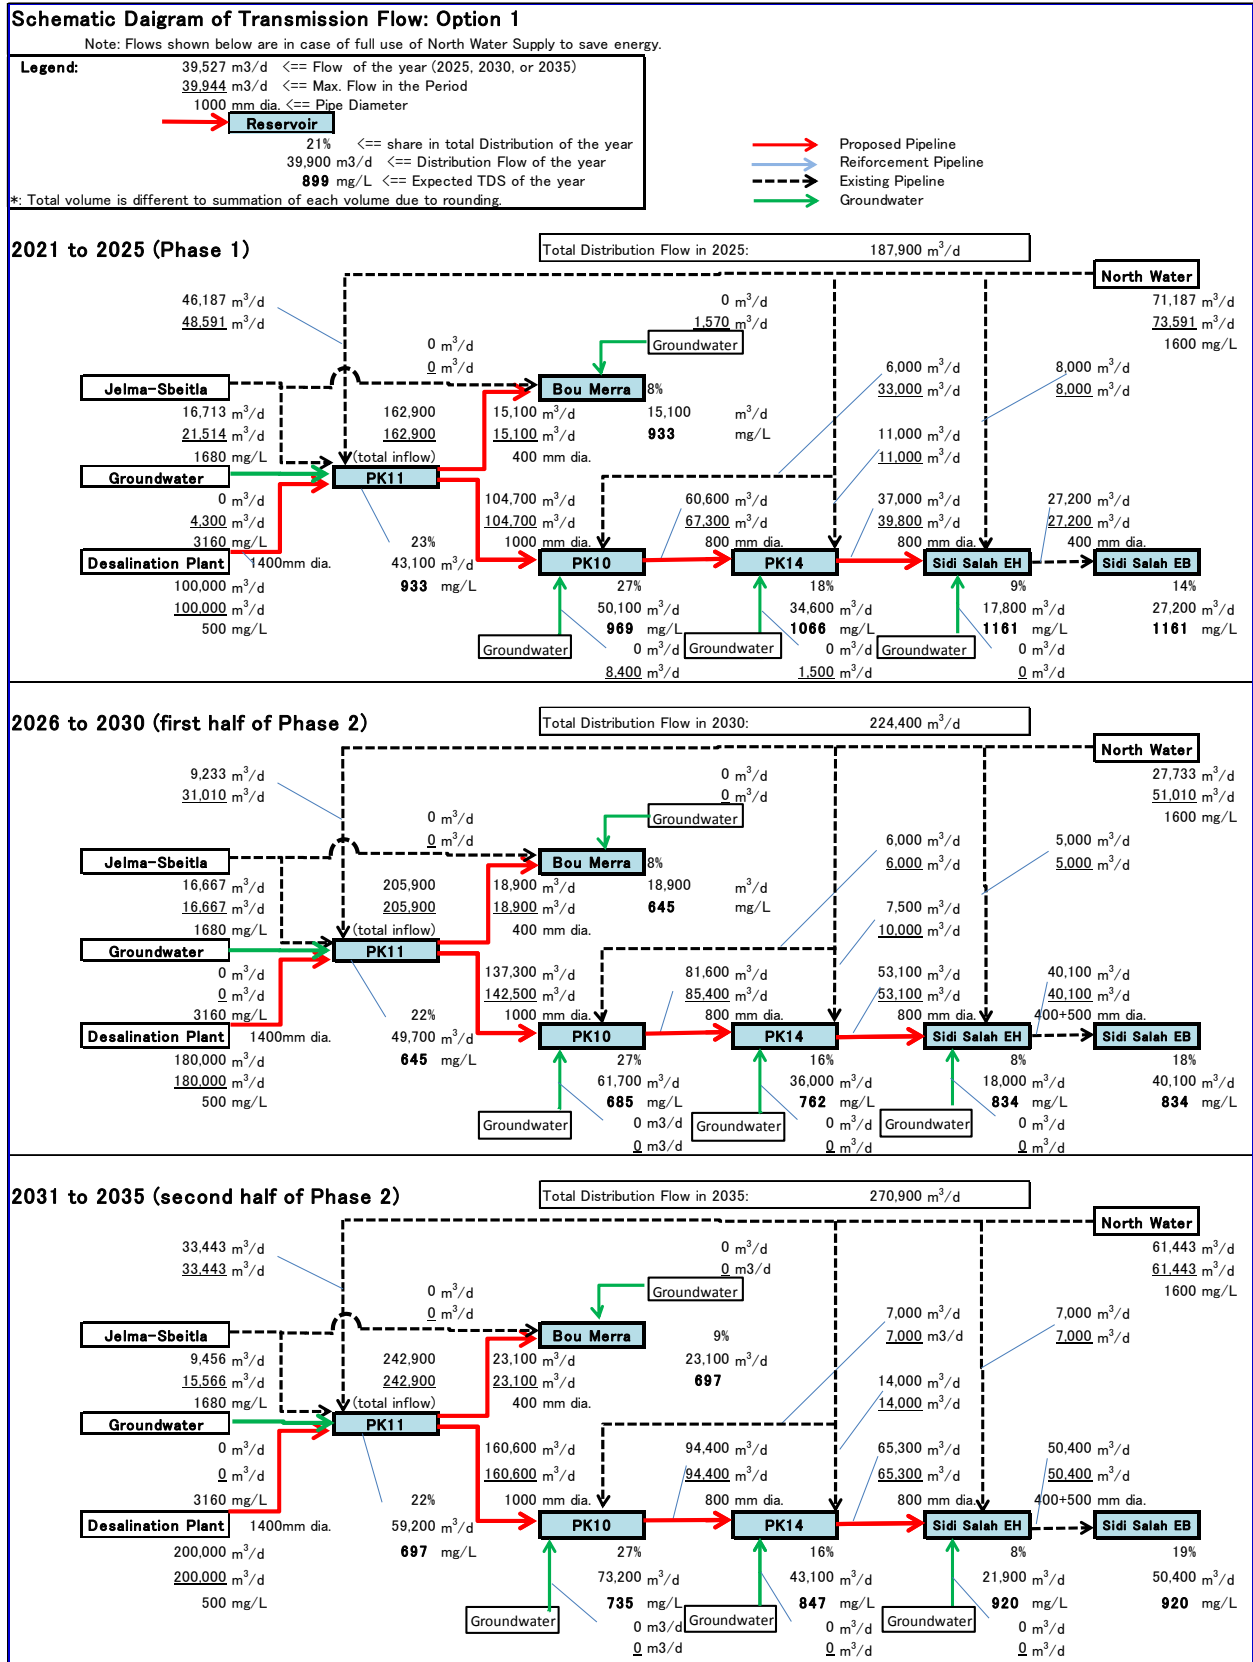 Schematic Daigram of Transmission Flow: Option 1
Note: Flows shown below are in case of full use of North Water Supply to save energy.
Legend:
39,527 m3/d <== Flow of the year (2025, 2030, or 2035)
39,944 m3/d <== Max. Flow in the Period
1000 mm dia. <== Pipe Diameter
Reservoir
21% <== share in total Distribution of the year
39,900 m3/d <== Distribution Flow of the year
899 mg/L <== Expected TDS of the year
*: Total volume is different to summation of each volume due to rounding.
Proposed Pipeline
Reiforcement Pipeline
Existing Pipeline
Groundwater
2021 to 2025 (Phase 1)
Total Distribution Flow in 2025: 187,900 m³/d
North Water
46,187 m³/d 0 m³/d 71,187 m³/d
48,591 m³/d 1,570 m³/d 73,591 m³/d
0 m³/d Groundwater 1600 mg/L
0 m³/d 6,000 m³/d 8,000 m³/d
Jelma-Sbeitla Bou Merra 8% 33,000 m³/d 8,000 m³/d
16,713 m³/d 162,900 15,100 m³/d 15,100 m³/d
21,514 m³/d 162,900 15,100 m³/d 933 mg/L 11,000 m³/d
1680 mg/L (total inflow) 400 mm dia. 11,000 m³/d
Groundwater PK11
0 m³/d 104,700 m³/d 60,600 m³/d 37,000 m³/d 27,200 m³/d
4,300 m³/d 104,700 m³/d 67,300 m³/d 39,800 m³/d 27,200 m³/d
3160 mg/L 23% 1000 mm dia. 800 mm dia. 800 mm dia. 400 mm dia.
Desalination Plant 1400mm dia. 43,100 m³/d PK10 PK14 Sidi Salah EH Sidi Salah EB
100,000 m³/d 933 mg/L 27% 18% 9% 14%
100,000 m³/d 50,100 m³/d 34,600 m³/d 17,800 m³/d 27,200 m³/d
500 mg/L 969 mg/L 1066 mg/L 1161 mg/L 1161 mg/L
Groundwater 0 m³/d Groundwater 0 m³/d Groundwater 0 m³/d
8,400 m³/d 1,500 m³/d 0 m³/d
2026 to 2030 (first half of Phase 2)
Total Distribution Flow in 2030: 224,400 m³/d
North Water
9,233 m³/d 0 m³/d 27,733 m³/d
31,010 m³/d 0 m³/d 51,010 m³/d
0 m³/d Groundwater 1600 mg/L
0 m³/d 6,000 m³/d 5,000 m³/d
Jelma-Sbeitla Bou Merra 8% 6,000 m³/d 5,000 m³/d
16,667 m³/d 205,900 18,900 m³/d 18,900 m³/d
16,667 m³/d 205,900 18,900 m³/d 645 mg/L 7,500 m³/d
1680 mg/L (total inflow) 400 mm dia. 10,000 m³/d
Groundwater PK11
0 m³/d 137,300 m³/d 81,600 m³/d 53,100 m³/d 40,100 m³/d
0 m³/d 142,500 m³/d 85,400 m³/d 53,100 m³/d 40,100 m³/d
3160 mg/L 22% 1000 mm dia. 800 mm dia. 800 mm dia. 400+500 mm dia.
Desalination Plant 1400mm dia. 49,700 m³/d PK10 PK14 Sidi Salah EH Sidi Salah EB
180,000 m³/d 645 mg/L 27% 16% 8% 18%
180,000 m³/d 61,700 m³/d 36,000 m³/d 18,000 m³/d 40,100 m³/d
500 mg/L 685 mg/L 762 mg/L 834 mg/L 834 mg/L
Groundwater 0 m3/d Groundwater 0 m³/d Groundwater 0 m³/d
0 m3/d 0 m³/d 0 m³/d
2031 to 2035 (second half of Phase 2)
Total Distribution Flow in 2035: 270,900 m³/d
North Water
33,443 m³/d 0 m³/d 61,443 m³/d
33,443 m³/d 0 m3/d 61,443 m³/d
0 m³/d Groundwater 1600 mg/L
0 m³/d 7,000 m³/d 7,000 m³/d
Jelma-Sbeitla Bou Merra 9% 7,000 m3/d 7,000 m³/d
9,456 m³/d 242,900 23,100 m³/d 23,100 m³/d
15,566 m³/d 242,900 23,100 m³/d 697 14,000 m³/d
1680 mg/L (total inflow) 400 mm dia. 14,000 m³/d
Groundwater PK11
0 m³/d 160,600 m³/d 94,400 m³/d 65,300 m³/d 50,400 m³/d
0 m³/d 160,600 m³/d 94,400 m³/d 65,300 m³/d 50,400 m³/d
3160 mg/L 22% 1000 mm dia. 800 mm dia. 800 mm dia. 400+500 mm dia.
Desalination Plant 1400mm dia. 59,200 m³/d PK10 PK14 Sidi Salah EH Sidi Salah EB
200,000 m³/d 697 mg/L 27% 16% 8% 19%
200,000 m³/d 73,200 m³/d 43,100 m³/d 21,900 m³/d 50,400 m³/d
500 mg/L 735 mg/L 847 mg/L 920 mg/L 920 mg/L
Groundwater 0 m3/d Groundwater 0 m³/d Groundwater 0 m³/d
0 m3/d 0 m³/d 0 m³/d